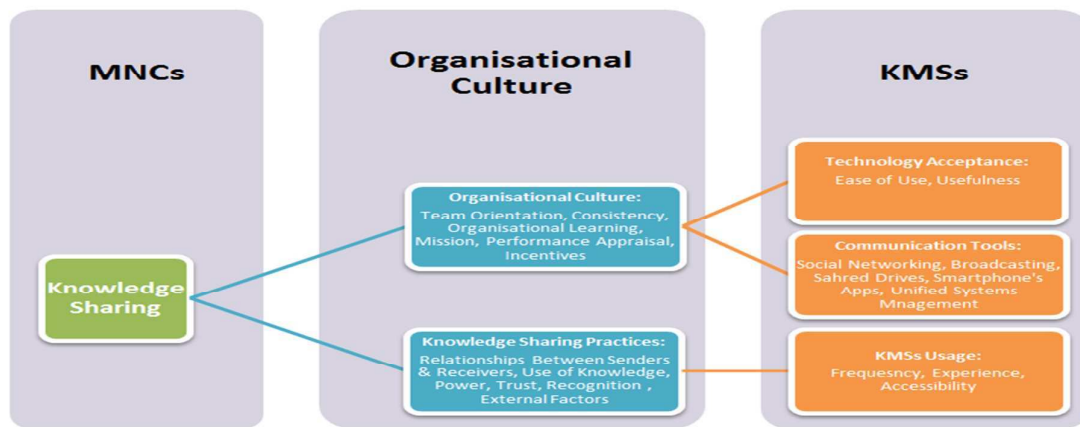 MNCs
Organisational
Culture
KMSs
Knowledge
Sharing
Organisational Culture:
Team Orientation, Consistency,
Organisational Learning,
Mission, Performance Appraisal,
Incentives
Knowledge Sharing Practices:
Relationships Between Senders
& Receivers, Use of Knowledge,
Power, Trust, Recognition ,
External Factors
Technology Acceptance:
Ease of Use, Usefulness
Communication Tools:
Social Networking, Broadcasting,
Sahred Drives, Smartphone's
Apps, Unified Systems
Mnagement
KMSs Usage:
Frequesncy, Experience,
Accessibility